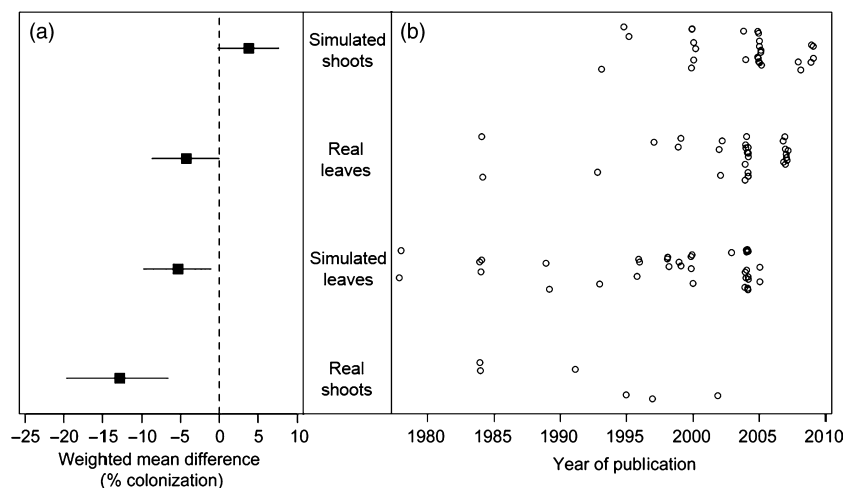 (a)
Simulated
shoots
(b)
Real
leaves
Simulated
leaves
Real
shoots
−25 −20 −15 −10 −5 0 5 10
Weighted mean difference
(% colonization)
1980 1985 1990 1995 2000 2005 2010
Year of publication